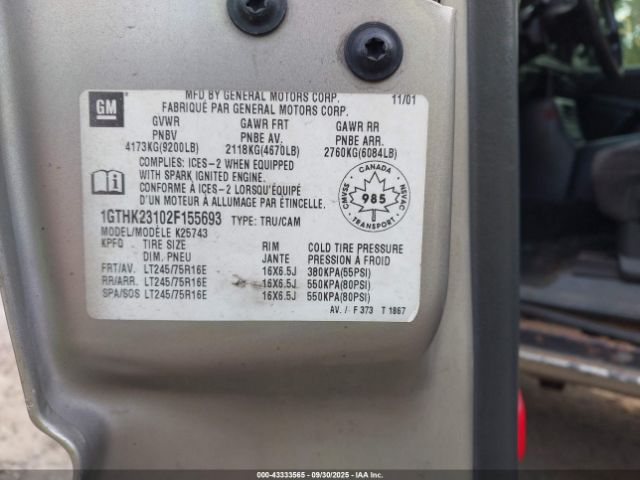 MFD BY GENERAL MOTORS CORP. 11/01
FABRIQUÉ PAR GENERAL MOTORS CORP.
GM
GVWR GAWR FRT GAWR RR
PNBV PNBE AV. PNBE ARR.
4173KG(9200LB) 2118KG(4670LB) 2760KG(6084LB)
COMPLIES: ICES-2 WHEN EQUIPPED
WITH SPARK IGNITED ENGINE.
CONFORME À ICES-2 LORSQU'ÉQUIPÉ
D'UN MOTEUR À ALLUMAGE PAR ÉTINCELLE.
CANADA
CMVSS NSVAC
985
TRANSPORT
1GTHK23102F155693 TYPE: TRU/CAM
MODEL/MODÈLE K25743
KPFQ TIRE SIZE RIM COLD TIRE PRESSURE
DIM. PNEU JANTE PRESSION À FROID
FRT/AV. LT245/75R16E 16X6.5J 380KPA(55PSI)
RR/ARR. LT245/75R16E 16X6.5J 550KPA(80PSI)
SPA/SOS LT245/75R16E 16X6.5J 550KPA(80PSI)
AV. / F 373 T 1867
000-43333565 - 09/30/2025 - IAA Inc.